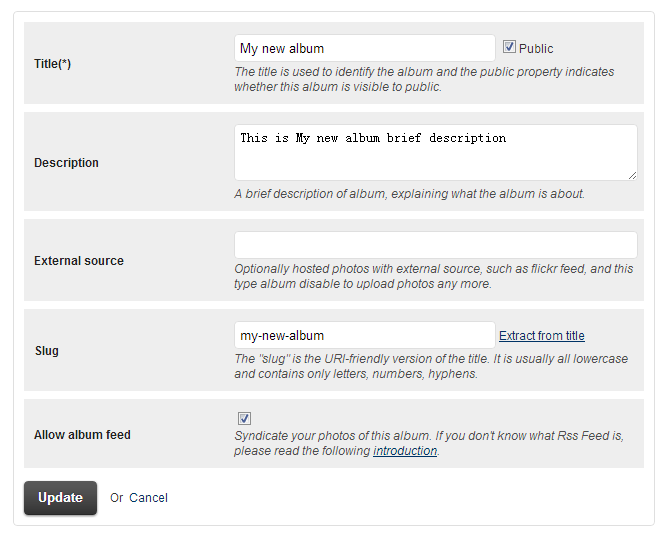 Title(*)
My new album
Public
The title is used to identify the album and the public property indicates
whether this album is visible to public.
Description
This is My new album brief description
A brief description of album, explaining what the album is about.
External source
Optionally hosted photos with external source, such as flickr feed, and this
type album disable to upload photos any more.
Slug
my-new-album
Extract from title
The "slug" is the URI-friendly version of the title. It is usually all lowercase
and contains only letters, numbers, hyphens.
Allow album feed
Syndicate your photos of this album. If you don't know what Rss Feed is,
please read the following introduction.
Update
Or Cancel